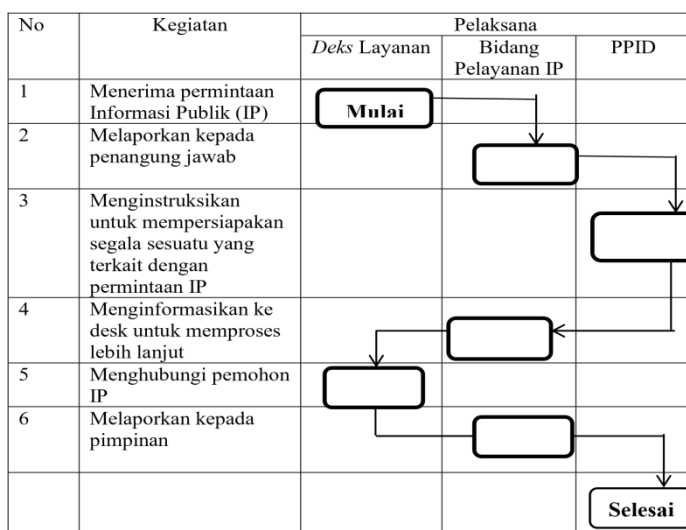 No Kegiatan Pelaksana
Deks Layanan Bidang Pelayanan IP PPID
1 Menerima permintaan
Informasi Publik (IP)
Mulai
2 Melaporkan kepada
penangung jawab
3 Menginstruksikan
untuk mempersiapakan
segala sesuatu yang
terkait dengan
permintaan IP
4 Menginformasikan ke
desk untuk memproses
lebih lanjut
5 Menghubungi pemohon
IP
6 Melaporkan kepada
pimpinan
Selesai